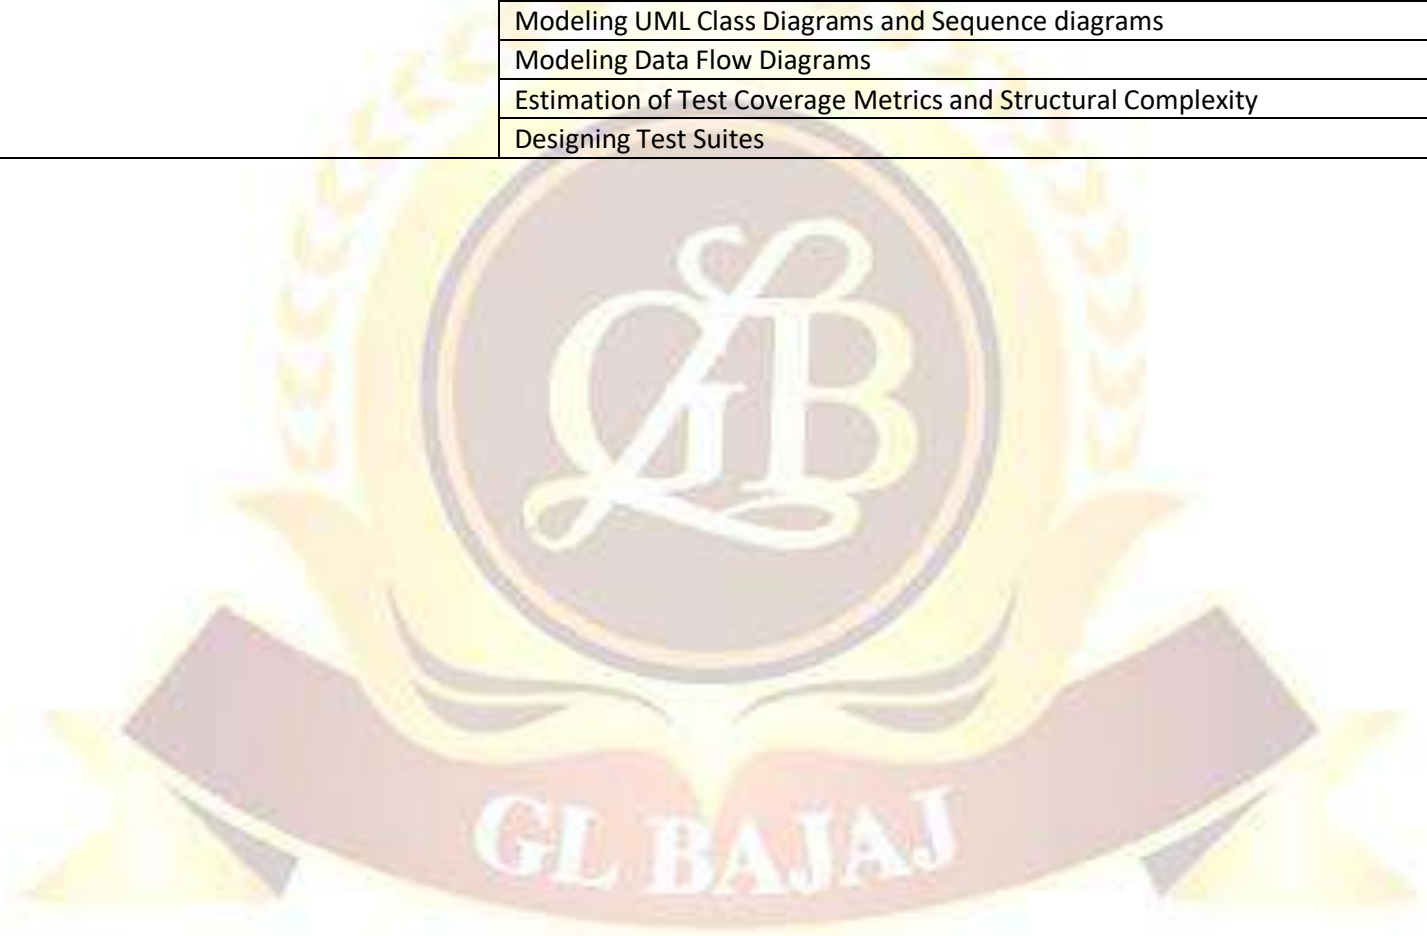 Modeling UML Class Diagrams and Sequence diagrams
Modeling Data Flow Diagrams
Estimation of Test Coverage Metrics and Structural Complexity
Designing Test Suites
GLB
GL BAJAJ